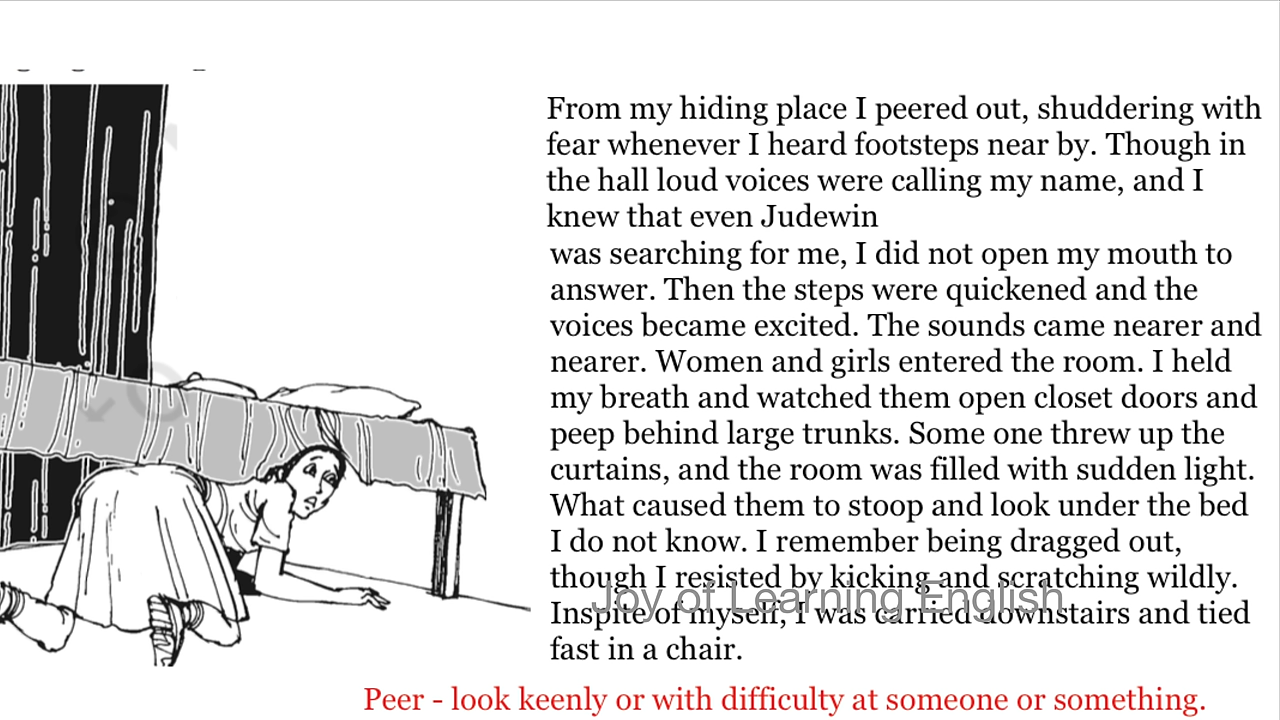 From my hiding place I peered out, shuddering with
fear whenever I heard footsteps near by. Though in
the hall loud voices were calling my name, and I
knew that even Judewin
was searching for me, I did not open my mouth to
answer. Then the steps were quickened and the
voices became excited. The sounds came nearer and
nearer. Women and girls entered the room. I held
my breath and watched them open closet doors and
peep behind large trunks. Some one threw up the
curtains, and the room was filled with sudden light.
What caused them to stoop and look under the bed
I do not know. I remember being dragged out,
though I resisted by kicking and scratching wildly.
Joy of Learning English
Inspite of myself, I was carried downstairs and tied
fast in a chair.
Peer - look keenly or with difficulty at someone or something.